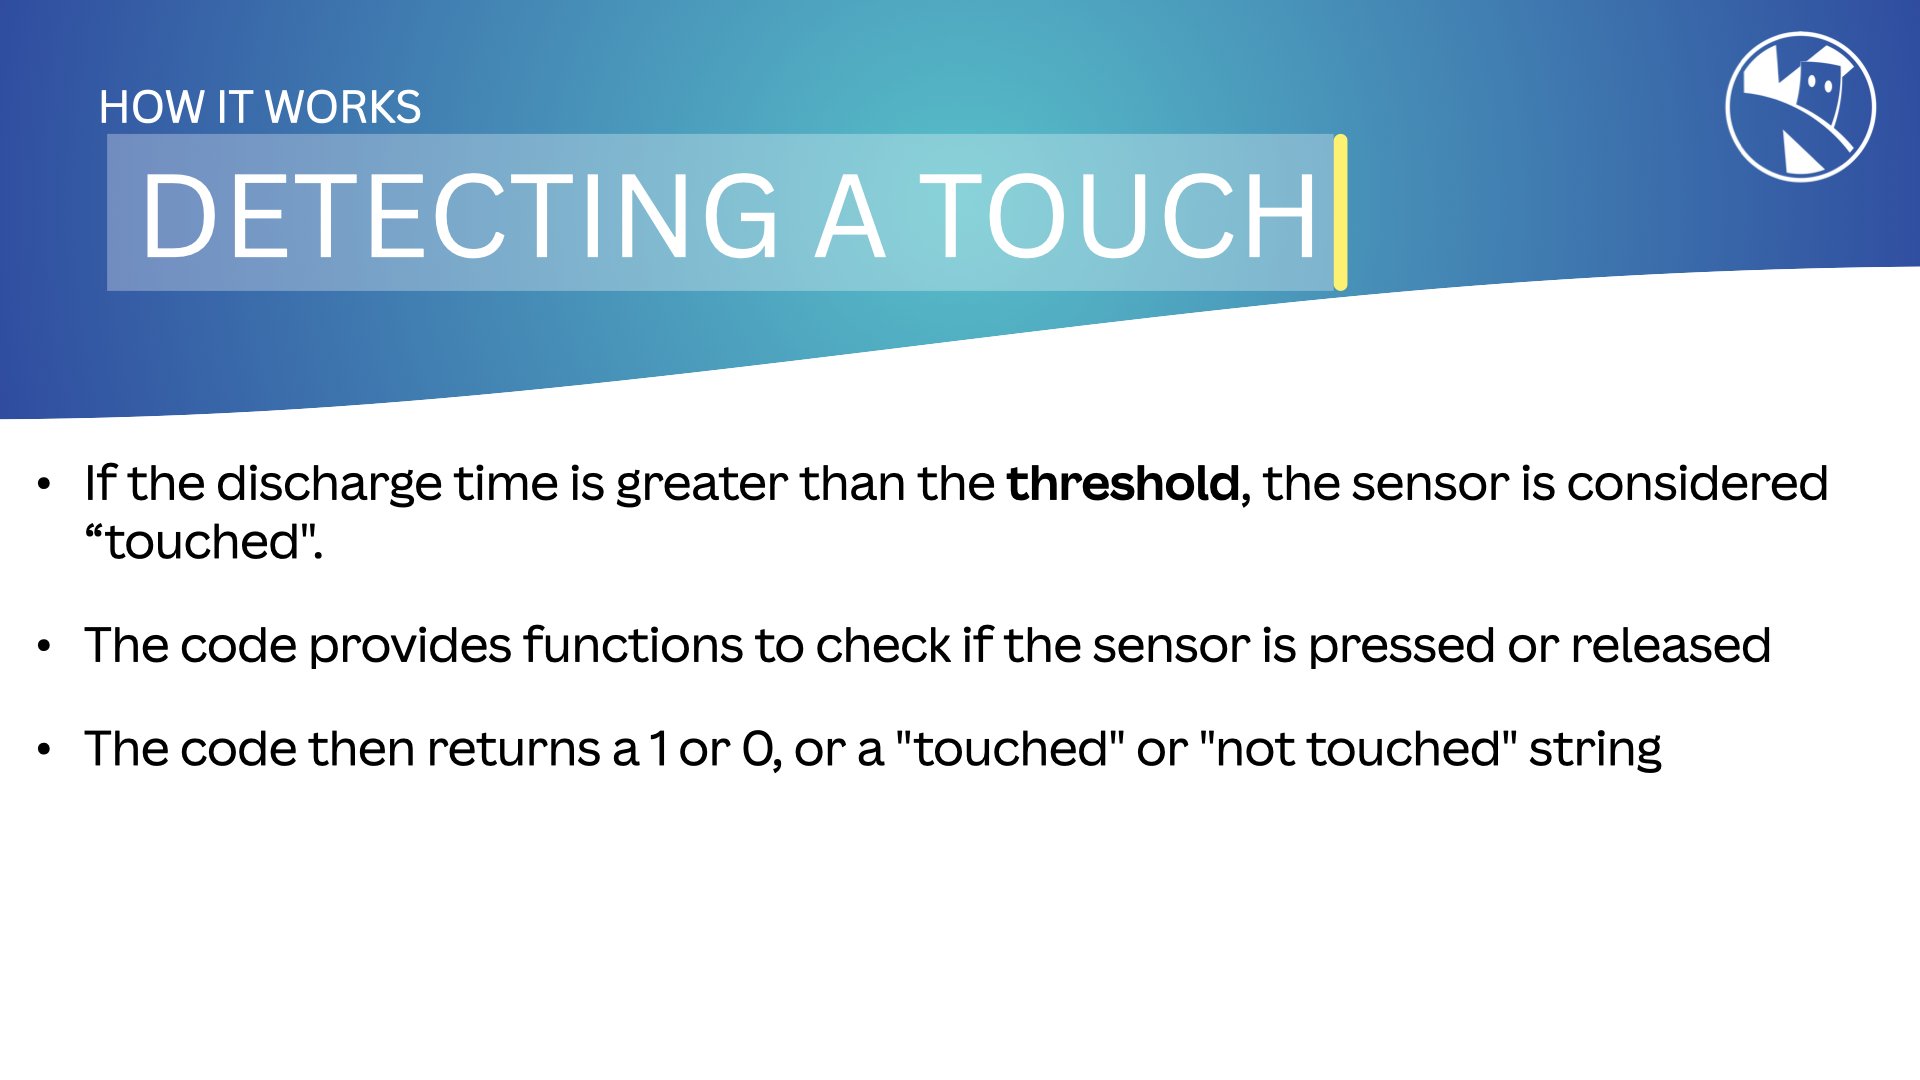 HOW IT WORKS
DETECTING A TOUCH
• If the discharge time is greater than the threshold, the sensor is considered
“touched".
• The code provides functions to check if the sensor is pressed or released
• The code then returns a 1 or 0, or a "touched" or "not touched" string